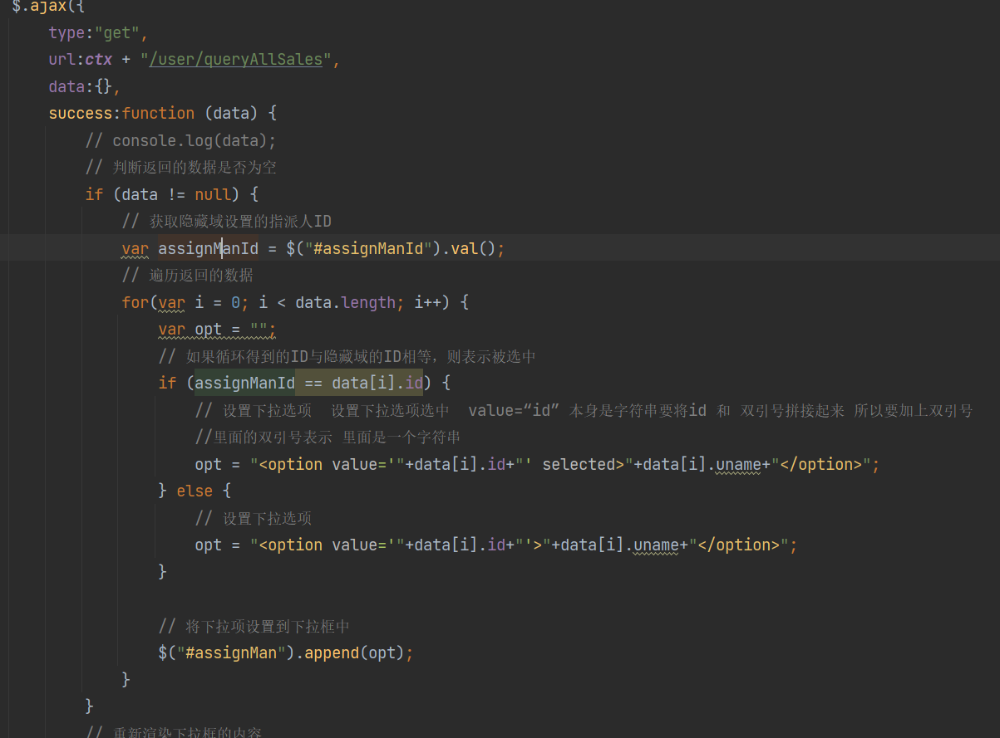 $.ajax({
type:"get",
url:ctx + "/user/queryAllSales",
data:{},
success:function (data) {
// console.log(data);
// 判断返回的数据是否为空
if (data != null) {
// 获取隐藏域设置的指派人ID
var assignManId = $("#assignManId").val();
// 遍历返回的数据
for(var i = 0; i < data.length; i++) {
var opt = "";
// 如果循环得到的ID与隐藏域的ID相等，则表示被选中
if (assignManId == data[i].id) {
// 设置下拉选项  设置下拉选项选中  value=“id” 本身是字符串要将id 和 双引号拼接起来 所以要加上双引号
//里面的双引号表示 里面是一个字符串
opt = "<option value='"+data[i].id+"' selected>"+data[i].uname+"</option>";
} else {
// 设置下拉选项
opt = "<option value='"+data[i].id+"'>"+data[i].uname+"</option>";
}
// 将下拉项设置到下拉框中
$("#assignMan").append(opt);
}
}
// 重新渲染下拉框的内容